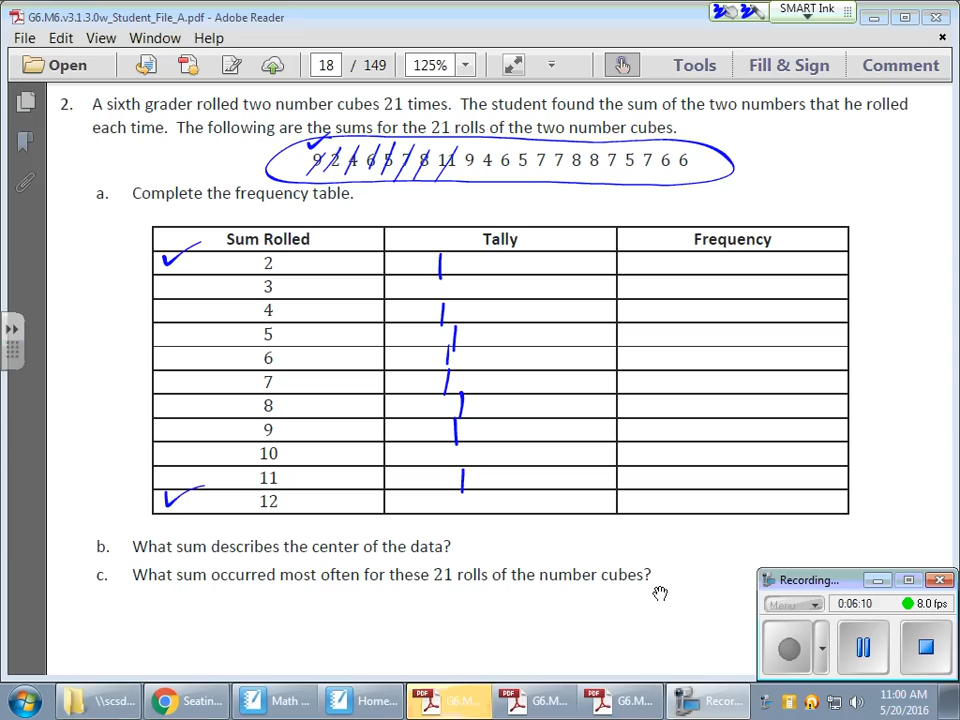 G6.M6.v3.1.3.0w_Student_File_A.pdf - Adobe Reader
SMART Ink
File Edit View Window Help
Open 18 / 149 125% Tools Fill & Sign Comment
2. A sixth grader rolled two number cubes 21 times. The student found the sum of the two numbers that he rolled
each time. The following are the sums for the 21 rolls of the two number cubes.
9 2 4 6 5 7 8 11 9 4 6 5 7 7 8 8 7 5 7 6 6
a. Complete the frequency table.
Sum Rolled Tally Frequency
2
3
4
5
6
7
8
9
10
11
12
b. What sum describes the center of the data?
c. What sum occurred most often for these 21 rolls of the number cubes?
Recording...
Menu 0:06:10 8.0 fps
\\scsd... Seatin... Math ... Home... G6.M... G6.M... G6.M... Recor... 11:00 AM
5/20/2016